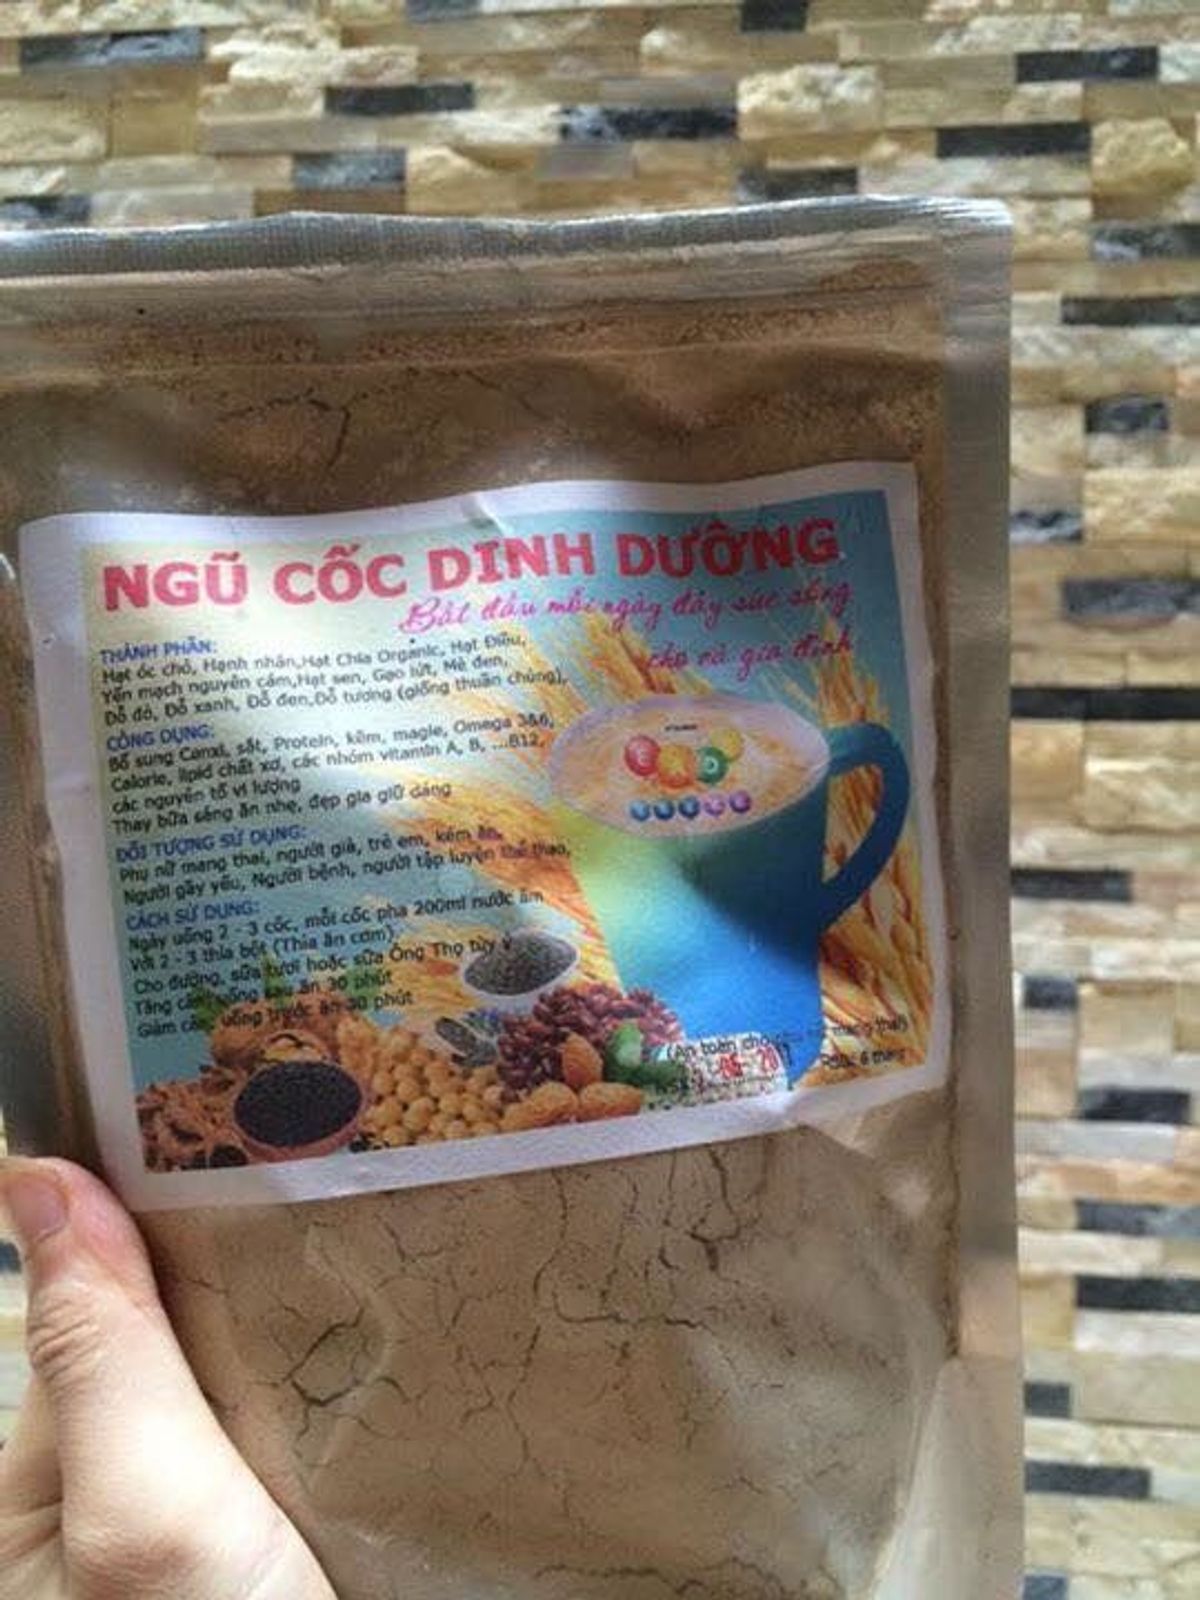 NGŨ CỐC DINH DƯỠNG
Bắt đầu mỗi ngày đầy sức sống
cho cả gia đình
THÀNH PHẦN:
Hạt óc chó, Hạnh nhân,Hạt Chia Organic, Hạt Điều,
Yến mạch nguyên cám,Hạt sen, Gạo lứt, Mè đen,
Đỗ đỏ, Đỗ xanh, Đỗ đen,Đỗ tương (giống thuần chủng),
CÔNG DỤNG:
Bổ sung Canxi, sắt, Protein, kẽm, magie, Omega 3&6,
Calorie, lipid chất xơ, các nhóm vitamin A, B, ...B12,
các nguyên tố vi lượng
Thay bữa sáng ăn nhẹ, đẹp gia giữ dáng
ĐỐI TƯỢNG SỬ DỤNG:
Phụ nữ mang thai, người già, trẻ em, kém ăn,
Người gầy yếu, Người bệnh, người tập luyện thể thao,
CÁCH SỬ DỤNG:
Ngày uống 2 - 3 cốc, mỗi cốc pha 200ml nước ấm
Với 2 - 3 thìa bột (Thìa ăn cơm)
Cho đường, sữa tươi hoặc sữa Ông Thọ tùy ý
Tăng cân uống sau ăn 30 phút
Giảm cân uống trước ăn 30 phút
(An toàn cho mang thai)
6 tháng